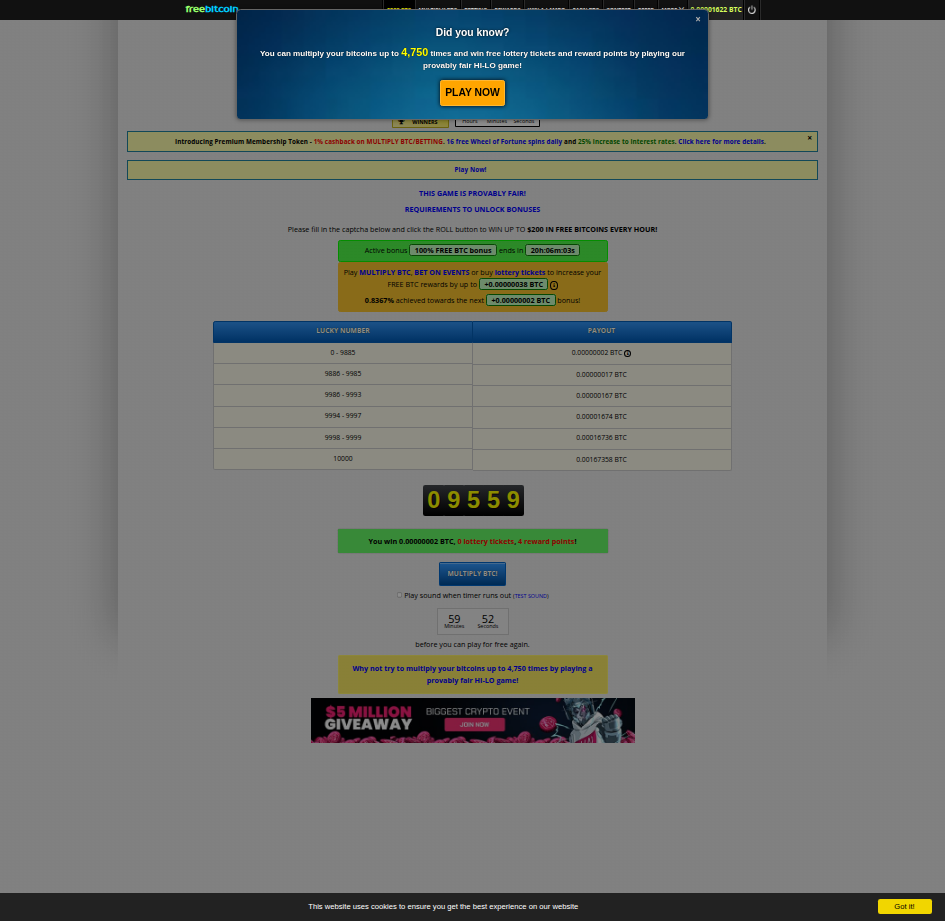 freebitcoin
01622 BTC
×
Did you know?
You can multiply your bitcoins up to 4,750 times and win free lottery tickets and reward points by playing our
provably fair HI-LO game!
PLAY NOW
WINNERS
Hours Minutes Seconds
Introducing Premium Membership Token - 1% cashback on MULTIPLY BTC/BETTING. 16 free Wheel of Fortune spins daily and 25% increase to interest rates. Click here for more details.
×
Play Now!
THIS GAME IS PROVABLY FAIR!
REQUIREMENTS TO UNLOCK BONUSES
Please fill in the captcha below and click the ROLL button to WIN UP TO $200 IN FREE BITCOINS EVERY HOUR!
Active bonus 100% FREE BTC bonus ends in 20h:06m:03s
Play MULTIPLY BTC, BET ON EVENTS or buy lottery tickets to increase your
FREE BTC rewards by up to +0.00000038 BTC
0.8367% achieved towards the next +0.00000002 BTC bonus!
LUCKY NUMBER PAYOUT
0 - 9885 0.00000002 BTC
9886 - 9985 0.00000017 BTC
9986 - 9993 0.00000167 BTC
9994 - 9997 0.00001674 BTC
9998 - 9999 0.00016736 BTC
10000 0.00167358 BTC
09559
You win 0.00000002 BTC, 0 lottery tickets, 4 reward points!
MULTIPLY BTC!
Play sound when timer runs out (TEST SOUND)
59 52
Minutes Seconds
before you can play for free again.
Why not try to multiply your bitcoins up to 4,750 times by playing a
provably fair HI-LO game!
$5 MILLION
GIVEAWAY
BIGGEST CRYPTO EVENT
JOIN NOW
This website uses cookies to ensure you get the best experience on our website
Got it!